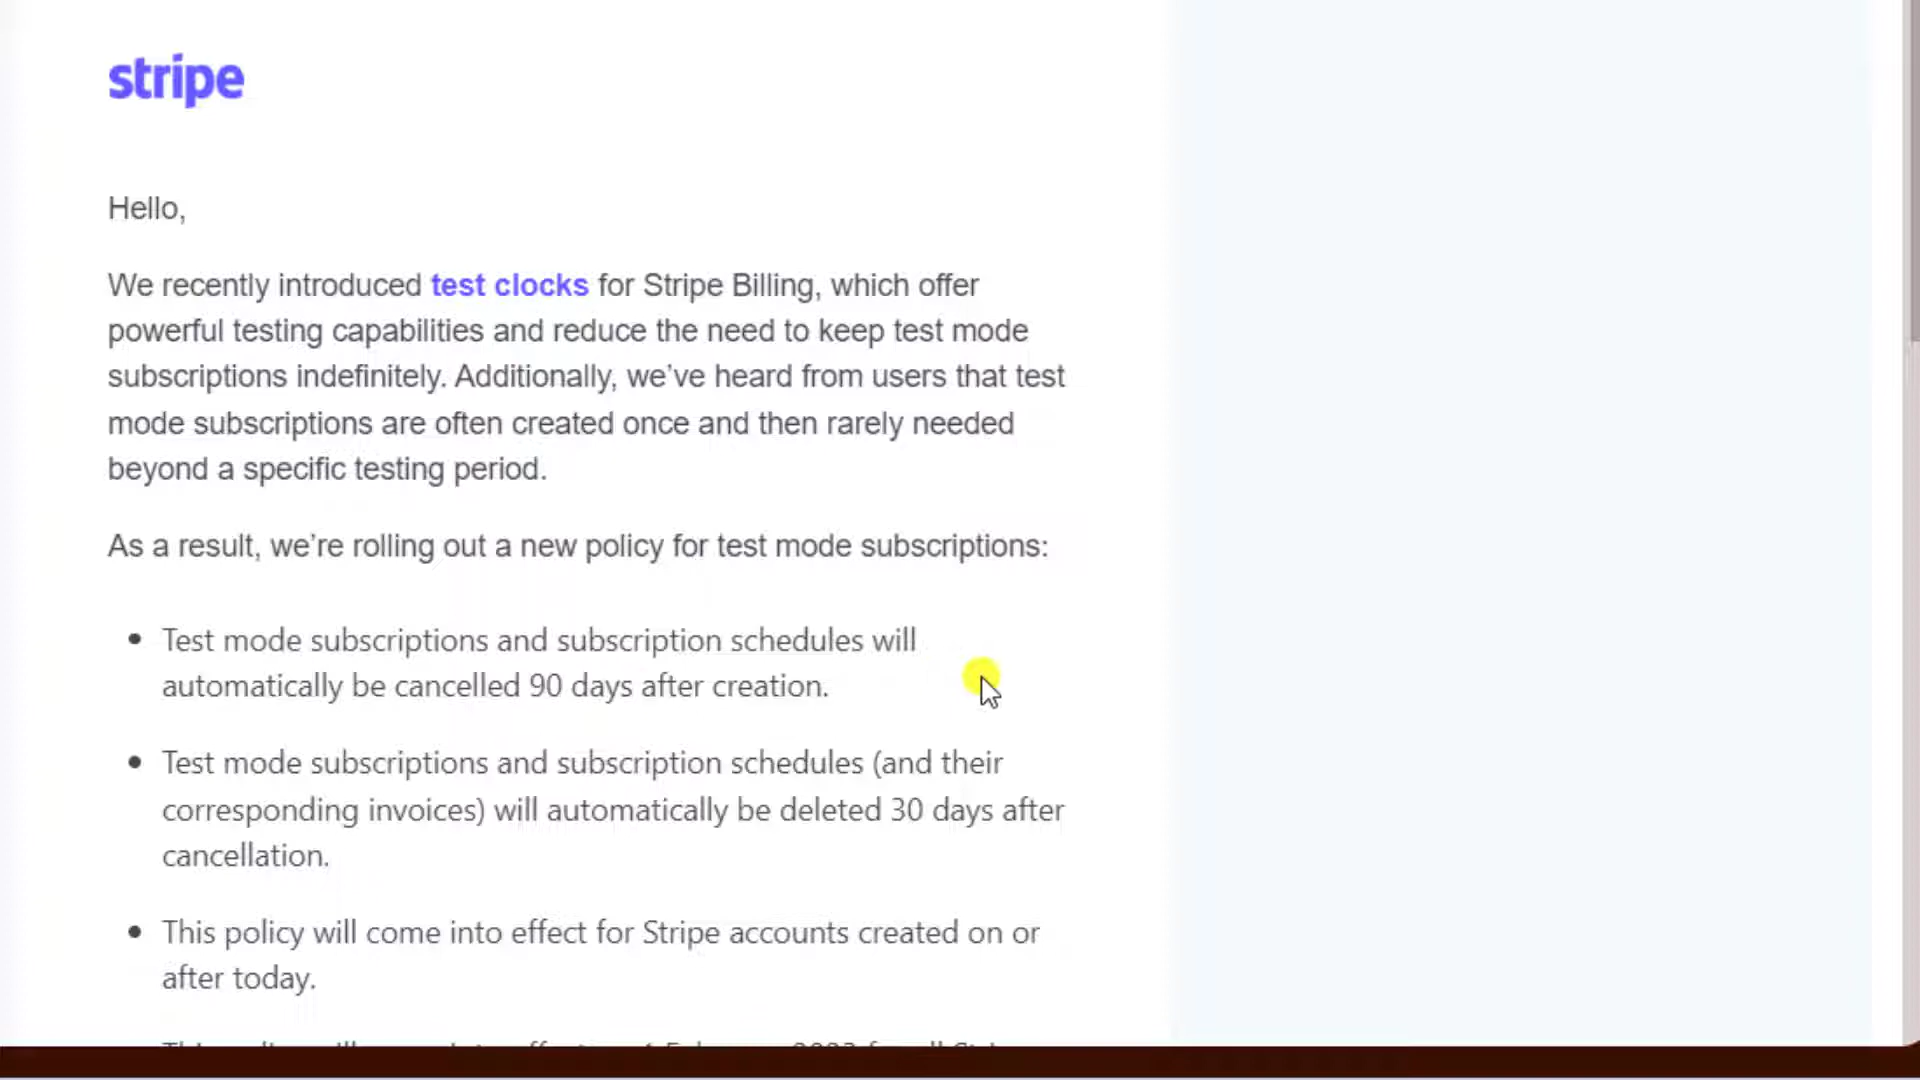 stripe
Hello,
We recently introduced test clocks for Stripe Billing, which offer
powerful testing capabilities and reduce the need to keep test mode
subscriptions indefinitely. Additionally, we’ve heard from users that test
mode subscriptions are often created once and then rarely needed
beyond a specific testing period.
As a result, we’re rolling out a new policy for test mode subscriptions:
• Test mode subscriptions and subscription schedules will
automatically be cancelled 90 days after creation.
• Test mode subscriptions and subscription schedules (and their
corresponding invoices) will automatically be deleted 30 days after
cancellation.
• This policy will come into effect for Stripe accounts created on or
after today.